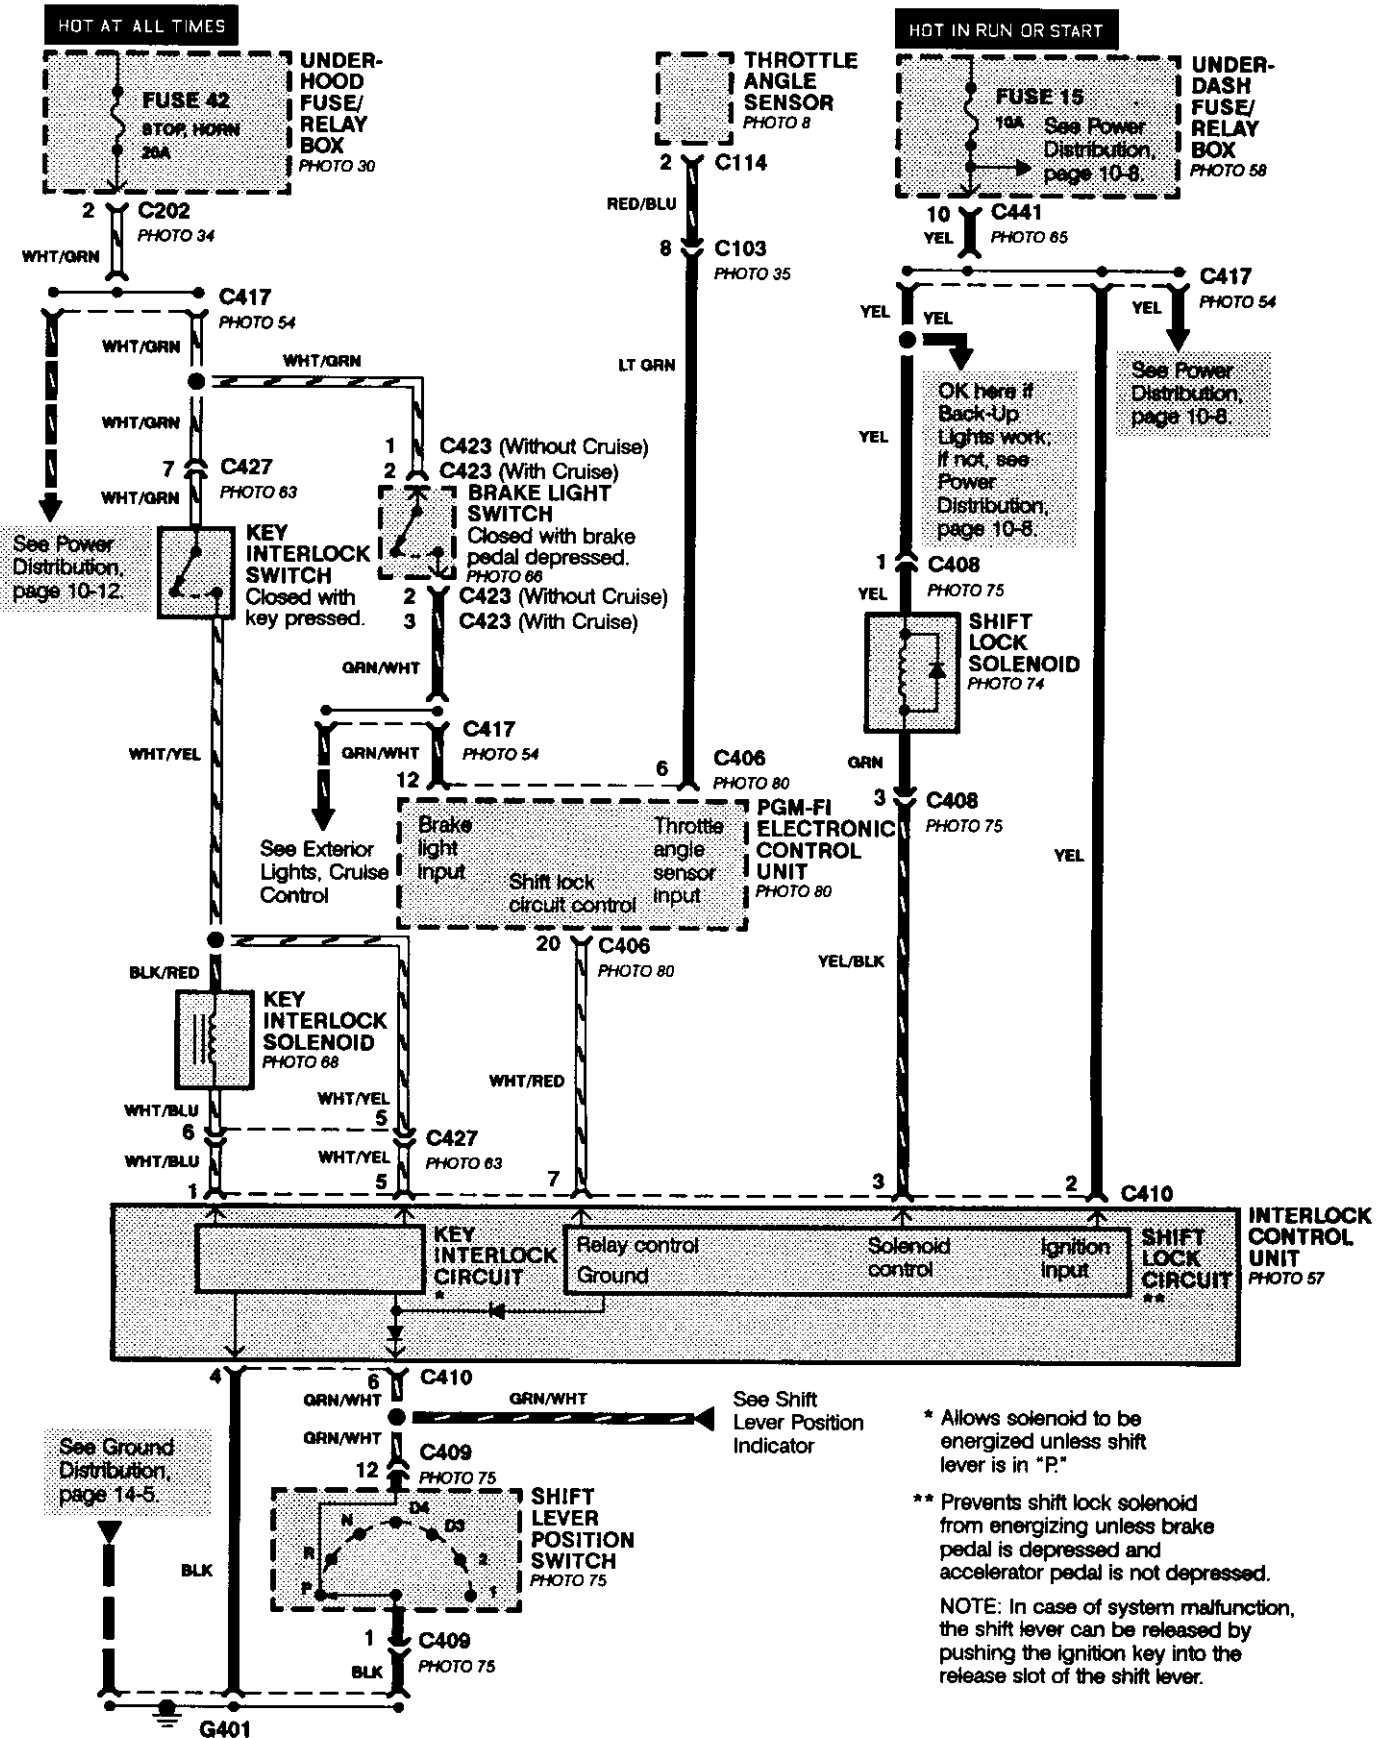 HOT AT ALL TIMES
FUSE 42
STOP, HORN
20A
UNDER-
HOOD
FUSE/
RELAY
BOX
PHOTO 30
2
C202
PHOTO 34
WHT/GRN
C417
PHOTO 54
WHT/GRN
WHT/GRN
WHT/GRN
7
C427
PHOTO 63
WHT/GRN
See Power
Distribution,
page 10-12.
KEY
INTERLOCK
SWITCH
Closed with
key pressed.
1
C423 (Without Cruise)
2
C423 (With Cruise)
BRAKE LIGHT
SWITCH
Closed with brake
pedal depressed.
PHOTO 66
2
C423 (Without Cruise)
3
C423 (With Cruise)
GRN/WHT
C417
PHOTO 54
GRN/WHT
12
See Exterior
Lights, Cruise
Control
THROTTLE
ANGLE
SENSOR
PHOTO 8
2
C114
RED/BLU
8
C103
PHOTO 35
LT GRN
6
C406
PHOTO 80
Brake
light
input
Throttle
angle
sensor
input
Shift lock
circuit control
PGM-FI
ELECTRONIC
CONTROL
UNIT
PHOTO 80
20
C406
PHOTO 80
WHT/RED
7
HOT IN RUN OR START
FUSE 15
10A
See Power
Distribution,
page 10-8.
UNDER-
DASH
FUSE/
RELAY
BOX
PHOTO 58
10
C441
YEL
PHOTO 65
C417
PHOTO 54
YEL
YEL
YEL
See Power
Distribution,
page 10-8.
OK here if
Back-Up
Lights work;
if not, see
Power
Distribution,
page 10-8.
YEL
1
C408
PHOTO 75
YEL
SHIFT
LOCK
SOLENOID
PHOTO 74
GRN
3
C408
PHOTO 75
YEL
YEL/BLK
3
2
C410
WHT/YEL
BLK/RED
KEY
INTERLOCK
SOLENOID
PHOTO 68
WHT/BLU
6
WHT/YEL
5
C427
PHOTO 63
WHT/BLU
1
WHT/YEL
5
KEY
INTERLOCK
CIRCUIT
*
Relay control
Ground
Solenoid
control
Ignition
input
SHIFT
LOCK
CIRCUIT
**
INTERLOCK
CONTROL
UNIT
PHOTO 57
4
6
C410
GRN/WHT
GRN/WHT
See Shift
Lever Position
Indicator
GRN/WHT
12
C409
PHOTO 75
See Ground
Distribution,
page 14-5.
BLK
P
R
N
D4
D3
2
1
SHIFT
LEVER
POSITION
SWITCH
PHOTO 75
1
C409
PHOTO 75
BLK
G401
* Allows solenoid to be
energized unless shift
lever is in "P."
** Prevents shift lock solenoid
from energizing unless brake
pedal is depressed and
accelerator pedal is not depressed.
NOTE: In case of system malfunction,
the shift lever can be released by
pushing the ignition key into the
release slot of the shift lever.